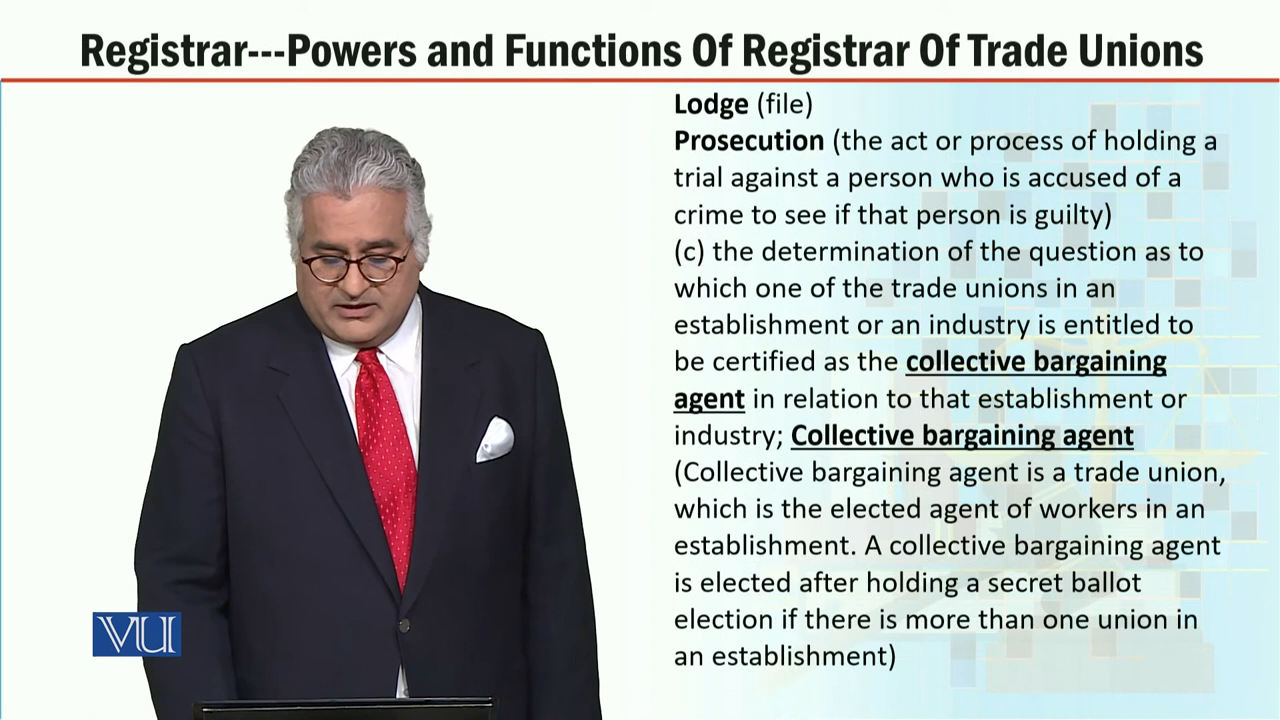 Registrar---Powers and Functions Of Registrar Of Trade Unions
Lodge (file)
Prosecution (the act or process of holding a
trial against a person who is accused of a
crime to see if that person is guilty)
(c) the determination of the question as to
which one of the trade unions in an
establishment or an industry is entitled to
be certified as the collective bargaining
agent in relation to that establishment or
industry; Collective bargaining agent
(Collective bargaining agent is a trade union,
which is the elected agent of workers in an
establishment. A collective bargaining agent
is elected after holding a secret ballot
election if there is more than one union in
an establishment)
VU